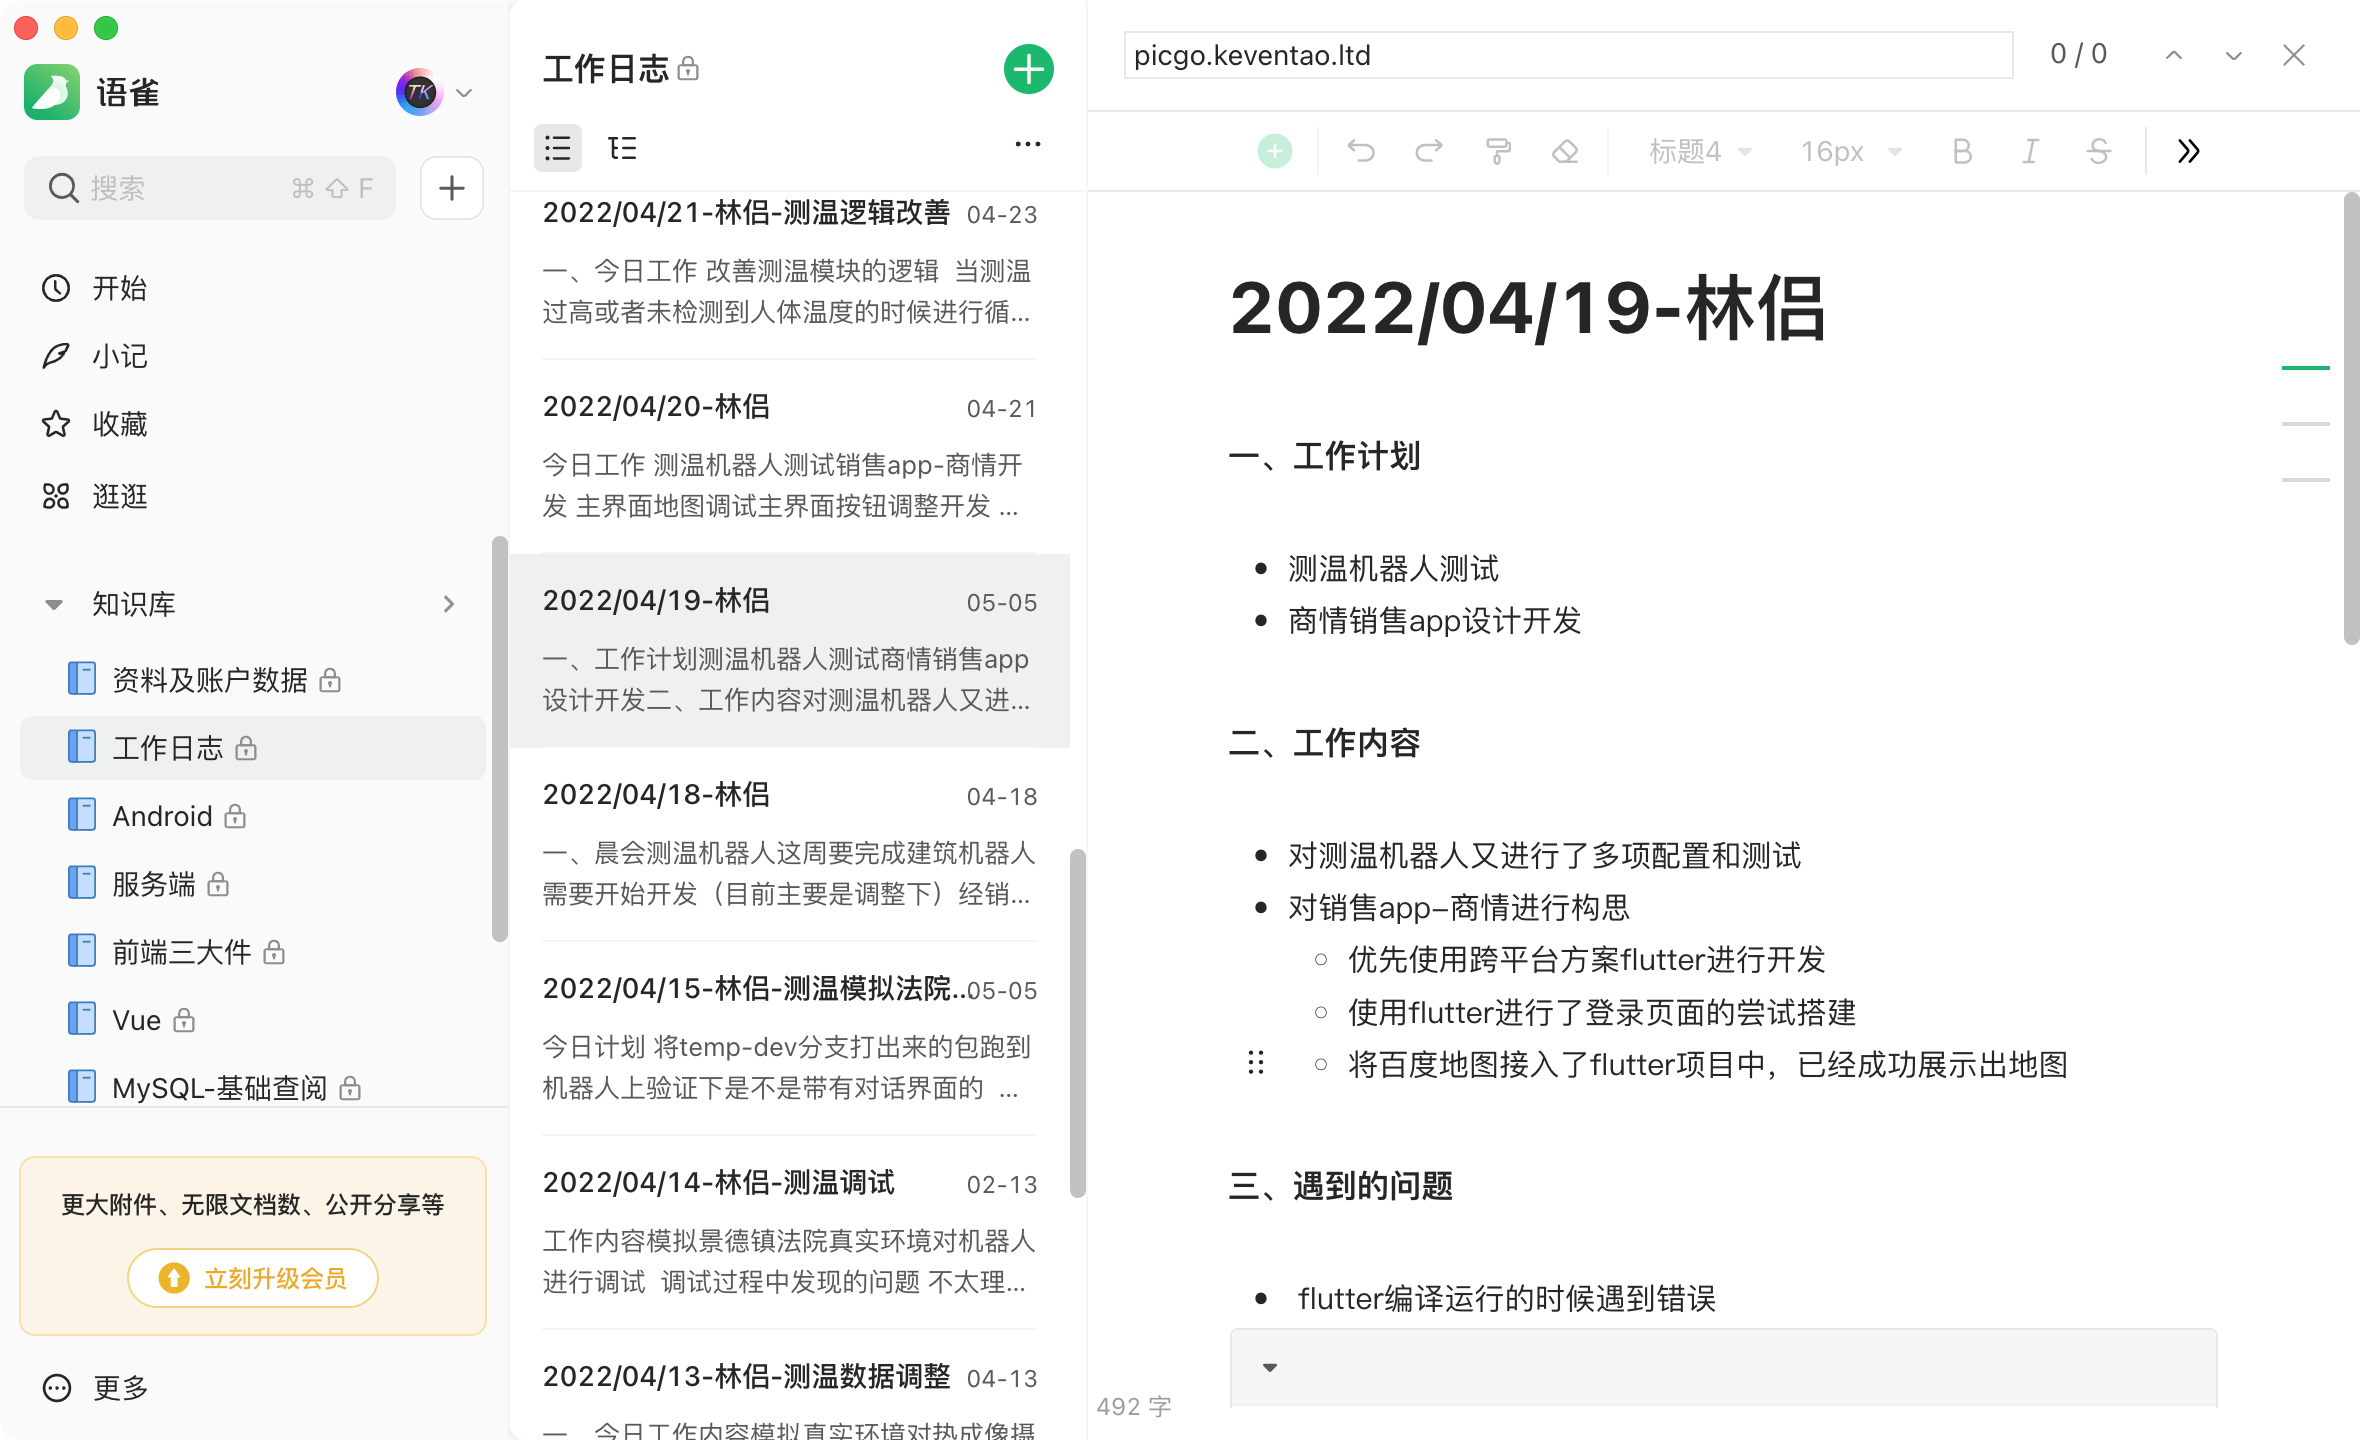 语雀
TK
搜索
⌘ ⇧ F
开始
小记
收藏
逛逛
知识库
资料及账户数据
工作日志
Android
服务端
前端三大件
Vue
MySQL-基础查阅
更大附件、无限文档数、公开分享等
立刻升级会员
更多
工作日志
2022/04/21-林侣-测温逻辑改善 04-23
一、今日工作 改善测温模块的逻辑 当测温
过高或者未检测到人体温度的时候进行循...
2022/04/20-林侣 04-21
今日工作 测温机器人测试销售app-商情开
发 主界面地图调试主界面按钮调整开发 ...
2022/04/19-林侣 05-05
一、工作计划测温机器人测试商情销售app
设计开发二、工作内容对测温机器人又进...
2022/04/18-林侣 04-18
一、晨会测温机器人这周要完成建筑机器人
需要开始开发（目前主要是调整下）经销...
2022/04/15-林侣-测温模拟法院... 05-05
今日计划 将temp-dev分支打出来的包跑到
机器人上验证下是不是带有对话界面的 ...
2022/04/14-林侣-测温调试 02-13
工作内容模拟景德镇法院真实环境对机器人
进行调试 调试过程中发现的问题 不太理...
2022/04/13-林侣-测温数据调整 04-13
一、今日工作内容模拟真实环境对热成像摄
picgo.keventao.ltd
0 / 0
标题4
16px
B I S
2022/04/19-林侣
一、工作计划
测温机器人测试
商情销售app设计开发
二、工作内容
对测温机器人又进行了多项配置和测试
对销售app–商情进行构思
优先使用跨平台方案flutter进行开发
使用flutter进行了登录页面的尝试搭建
将百度地图接入了flutter项目中，已经成功展示出地图
三、遇到的问题
flutter编译运行的时候遇到错误
492 字